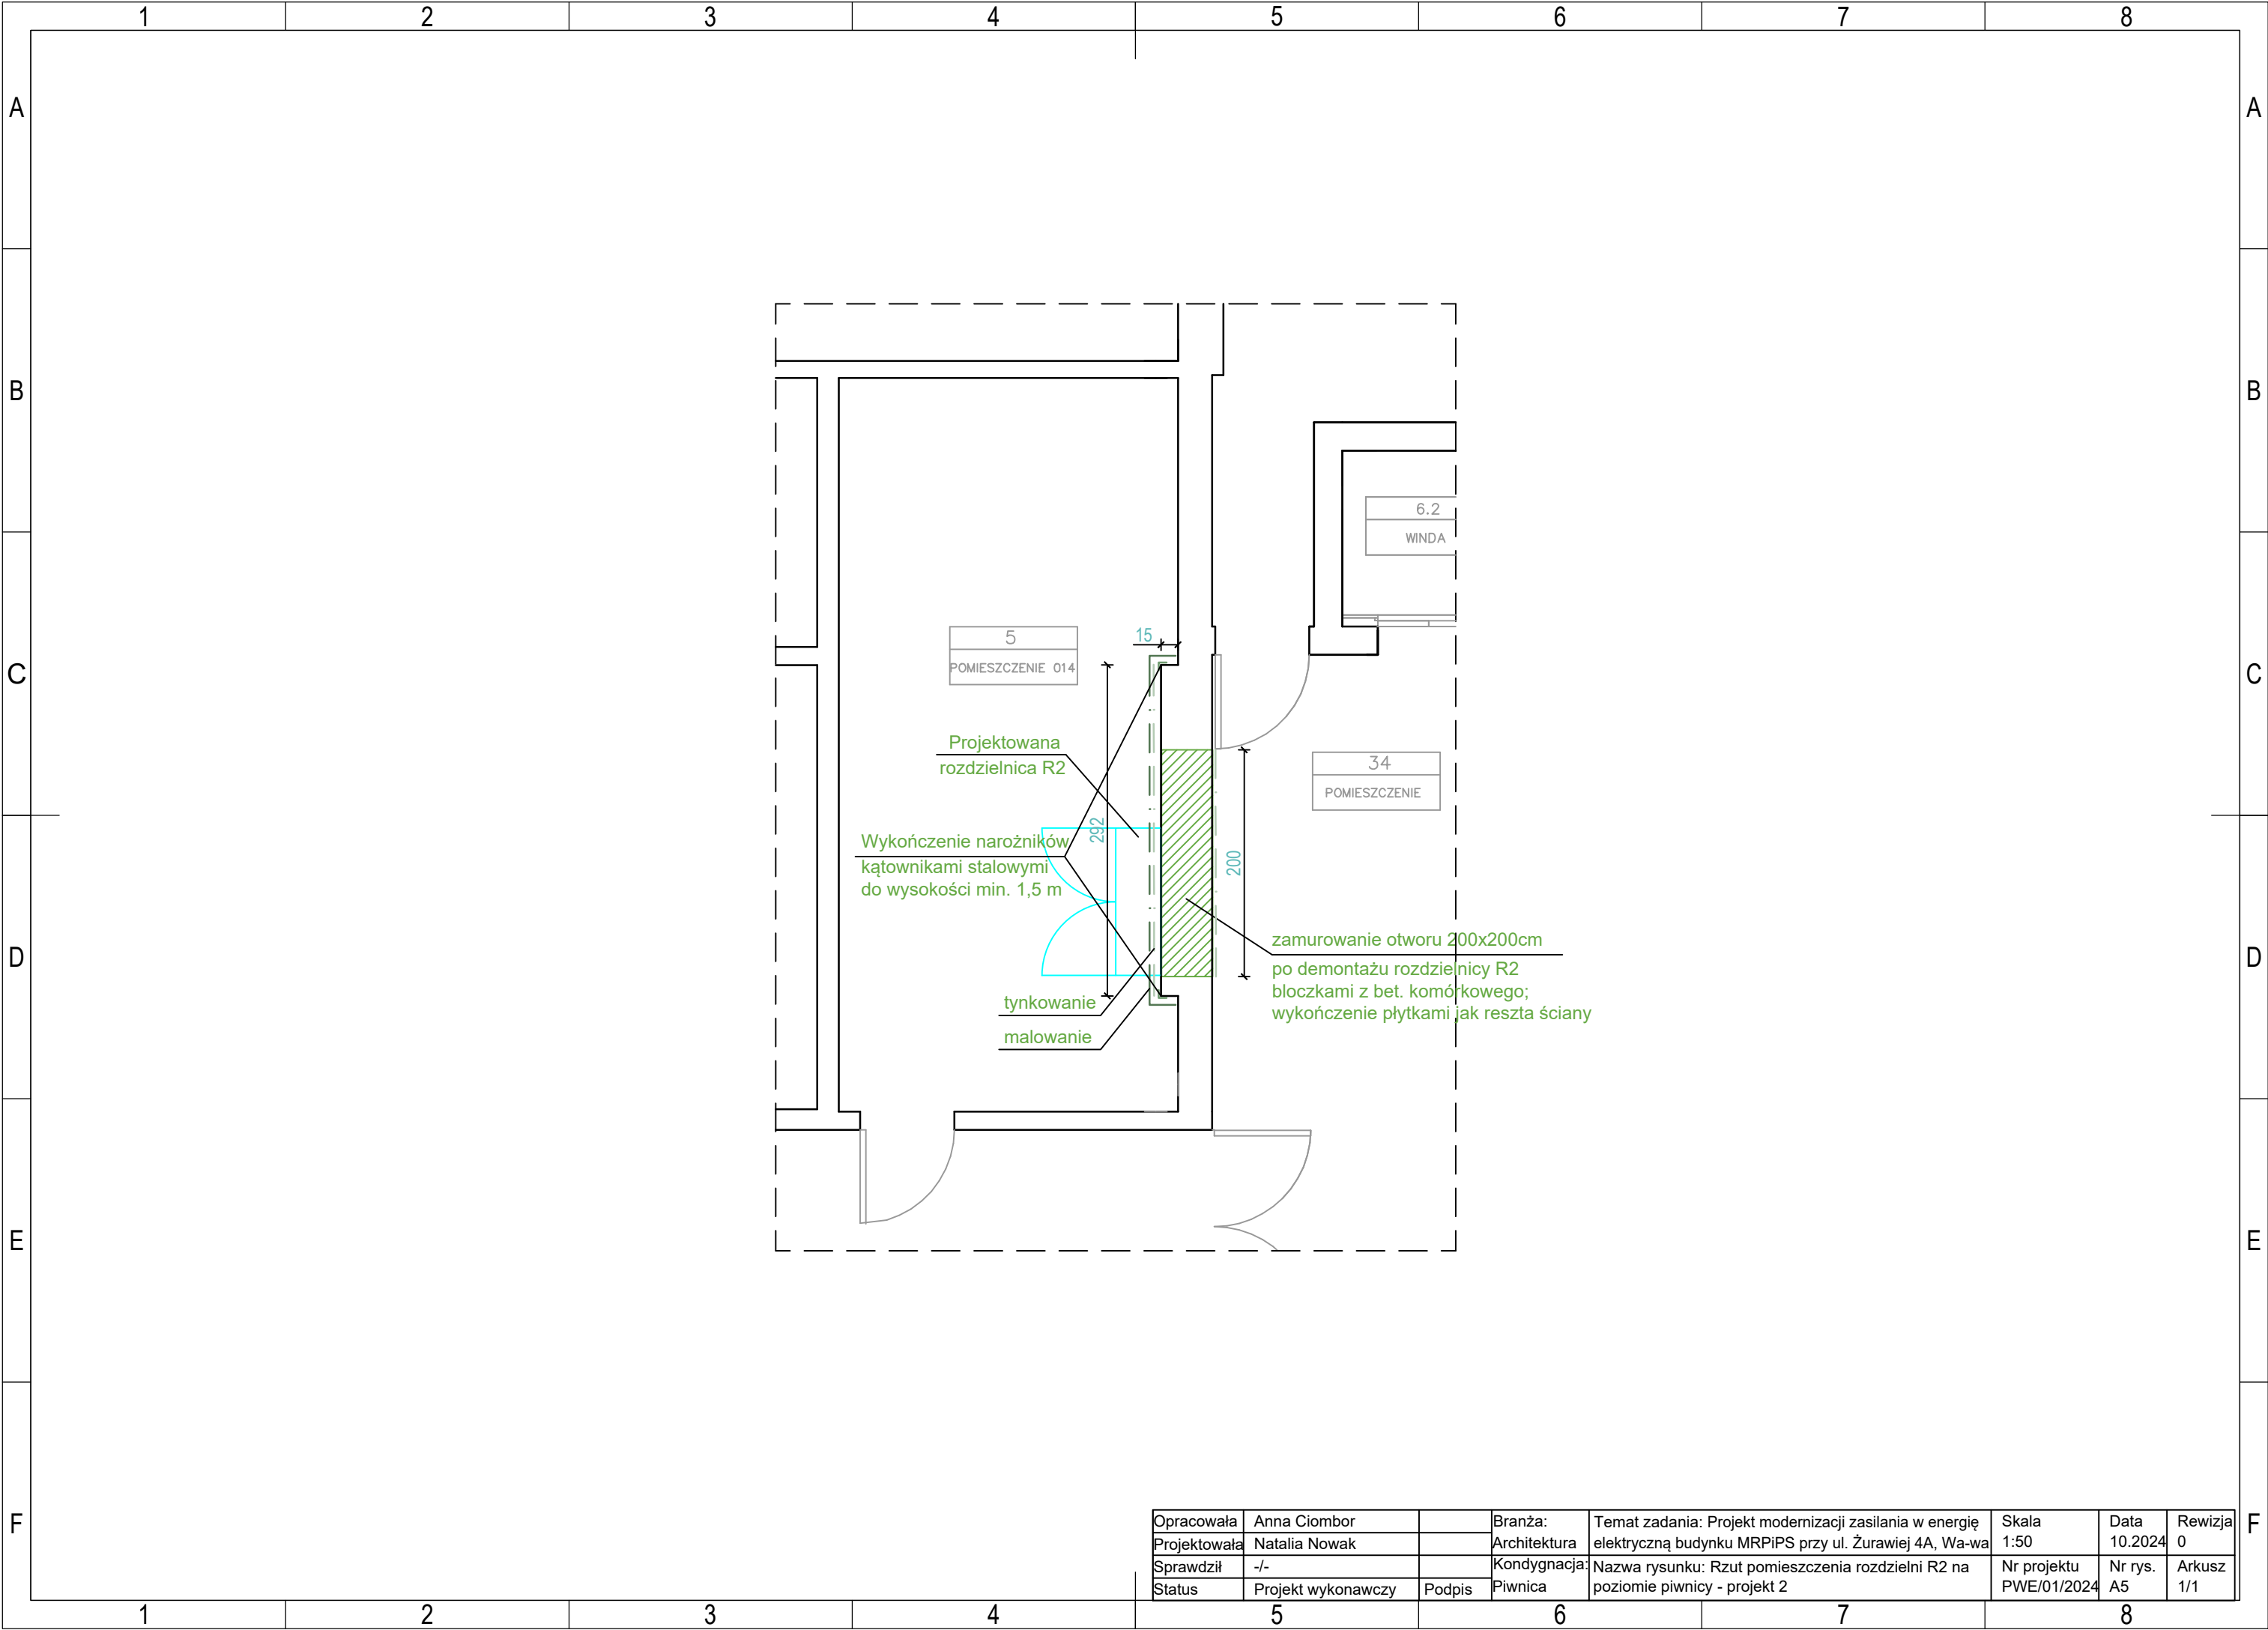 1 2 3 4 5 6 7 8
A A
B B
6.2
WINDA
15
5
POMIESZCZENIE 014
C C
Projektowana
rozdzielnica R2
34
POMIESZCZENIE
292
Wykończenie narożników
kątownikami stalowymi
do wysokości min. 1,5 m
200
zamurowanie otworu 200x200cm
po demontażu rozdzielnicy R2
bloczkami z bet. komórkowego;
wykończenie płytkami jak reszta ściany
D D
tynkowanie
malowanie
E E
F F
Opracowała Anna Ciombor
Projektowała Natalia Nowak
Sprawdził -/-
Status Projekt wykonawczy Podpis
Branża:
Architektura
Kondygnacja:
Piwnica
Temat zadania: Projekt modernizacji zasilania w energię
elektryczną budynku MRPiPS przy ul. Żurawiej 4A, Wa-wa
Nazwa rysunku: Rzut pomieszczenia rozdzielni R2 na
poziomie piwnicy - projekt 2
Skala
1:50
Data
10.2024
Rewizja
0
Nr projektu
PWE/01/2024
Nr rys.
A5
Arkusz
1/1
1 2 3 4 5 6 7 8